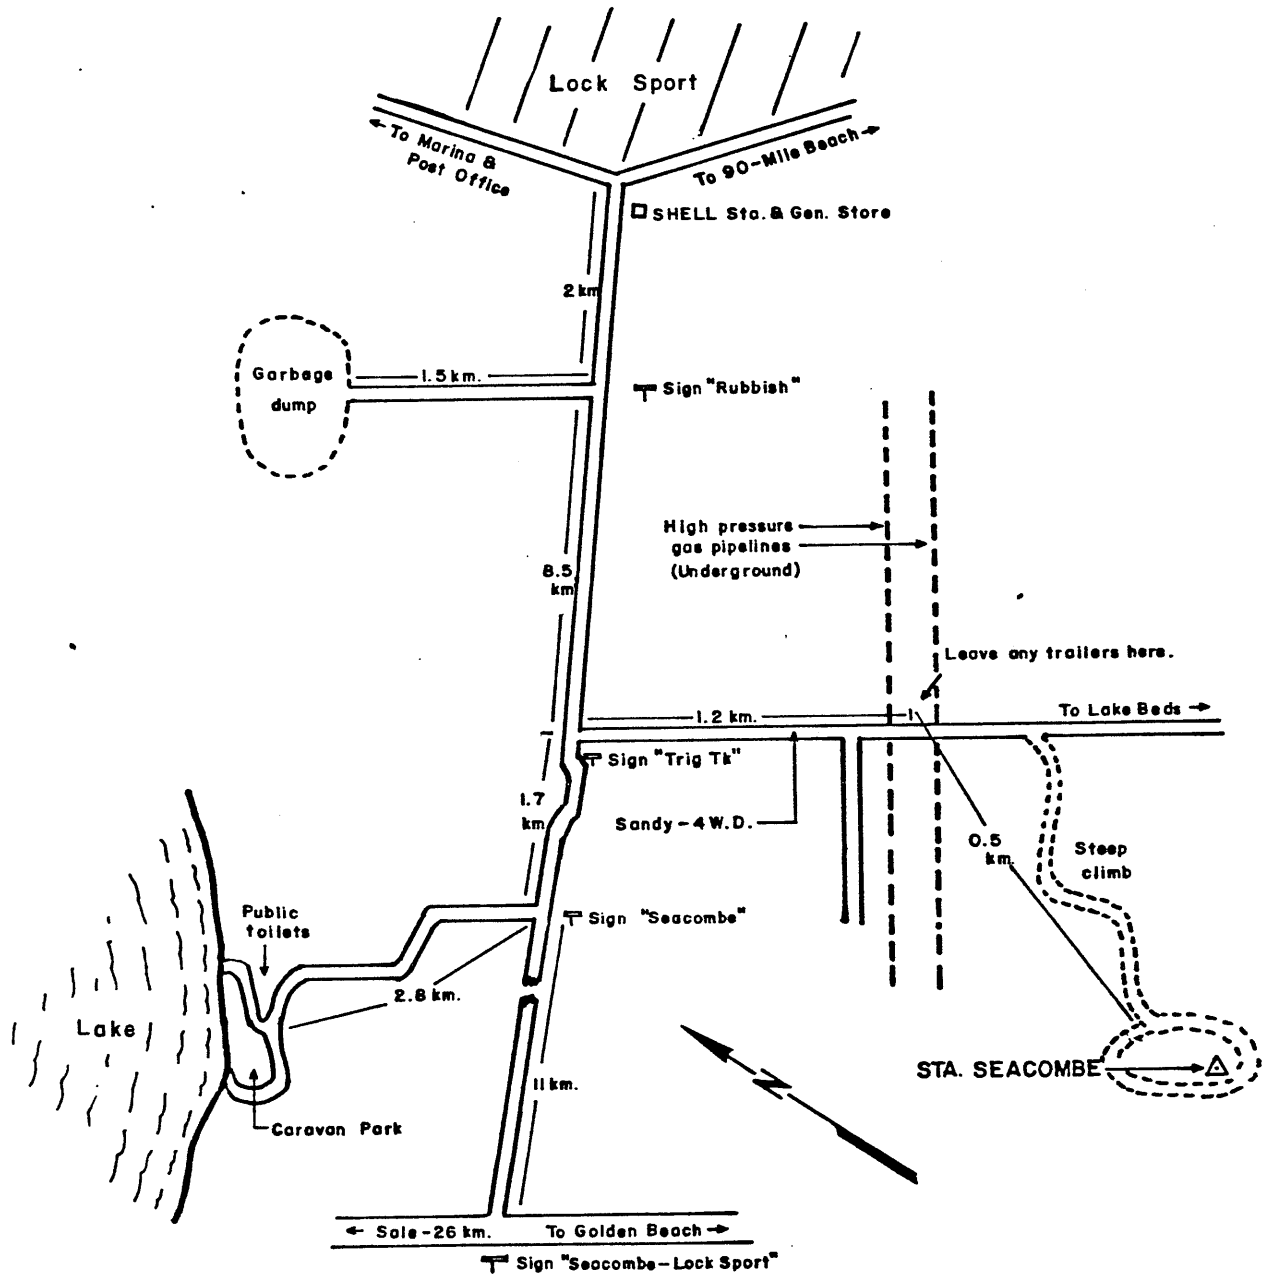 Lock Sport
To Marina &
Post Office
To 90-Mile Beach
SHELL Sta. & Gen. Store
2 km
Garbage
dump
1.5 km.
Sign "Rubbish"
High pressure
gas pipelines
(Underground)
8.5
km
Leave any trailers here.
1.2 km.
1
To Lake Beds
Sign "Trig Tk"
1.7
km
Sandy - 4 W.D.
0.5
km.
Steep
climb
Public
toilets
Sign "Seacombe"
2.8 km.
Lake
N
STA. SEACOMBE
11 km.
Caravan Park
Sale - 26 km.
To Golden Beach
Sign "Seacombe - Lock Sport"